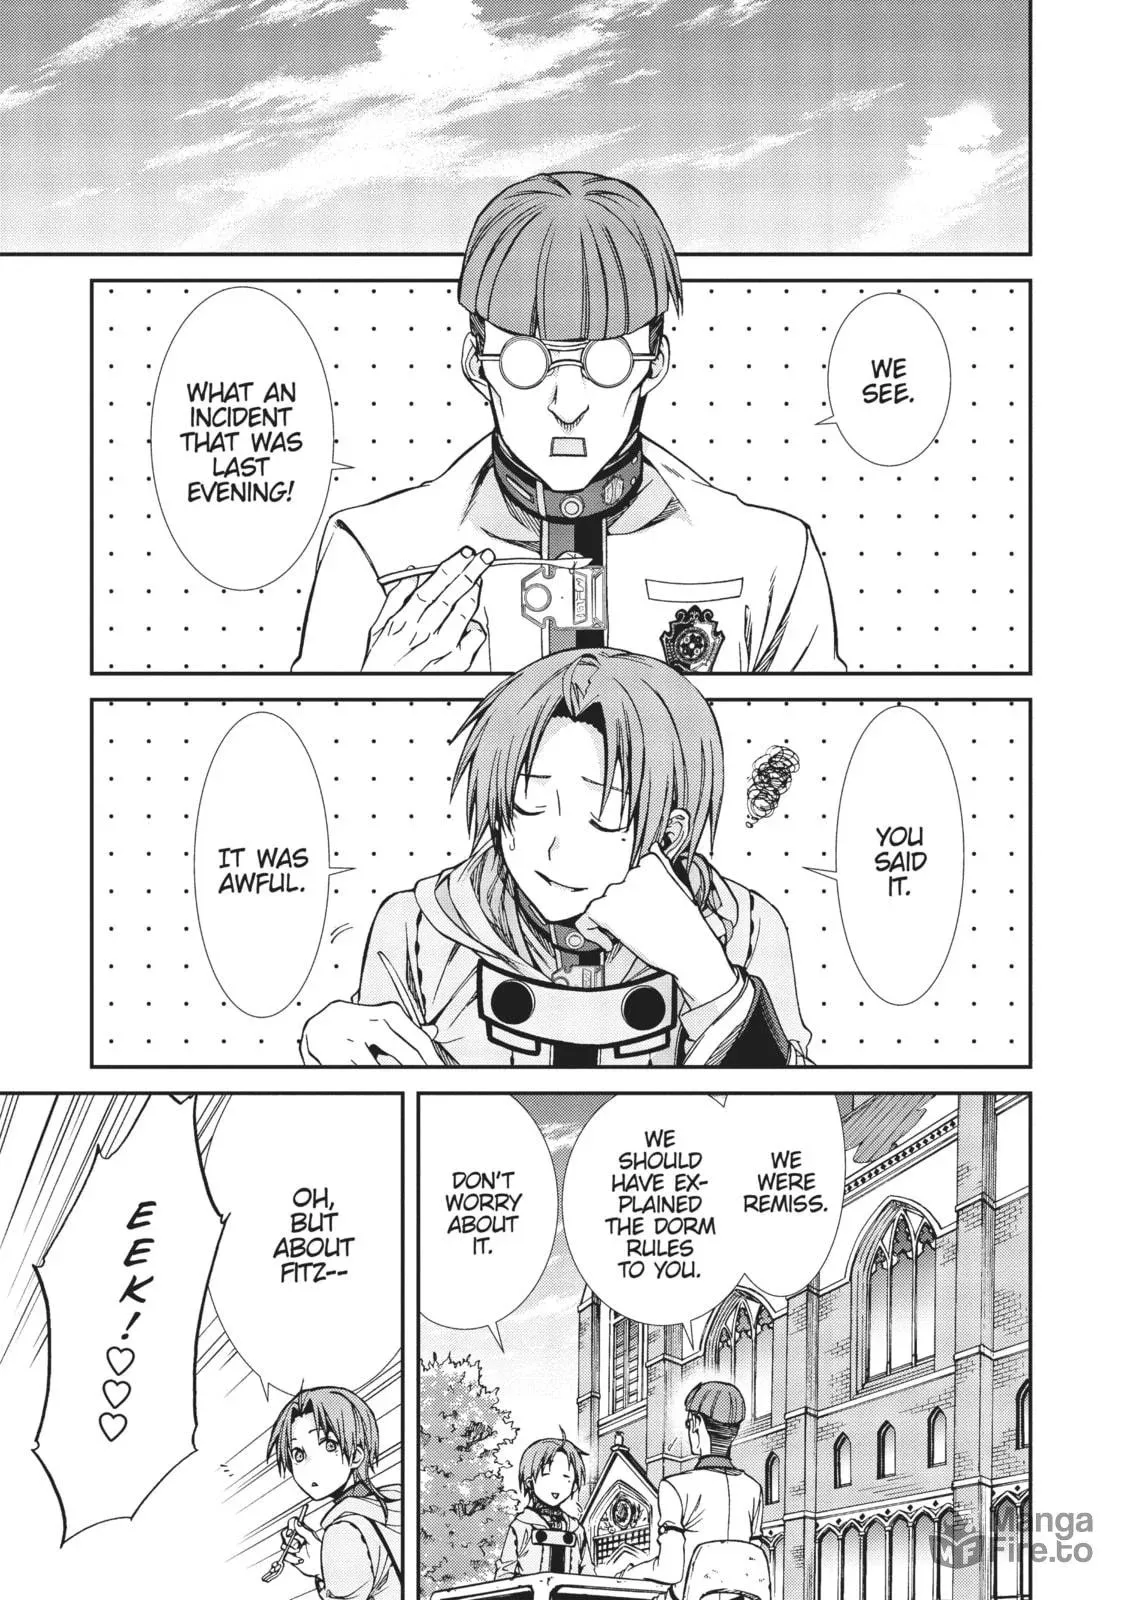 WE
SEE.
WHAT AN
INCIDENT
THAT WAS
LAST
EVENING!
YOU
SAID
IT.
IT WAS
AWFUL.
WE
WERE
REMISS.
WE
SHOULD
HAVE EX-
PLAINED
THE DORM
RULES
TO YOU.
DON'T
WORRY
ABOUT
IT.
OH,
BUT
ABOUT
FITZ--
EEK!♡♡♡
MF
Manga
Fire.to